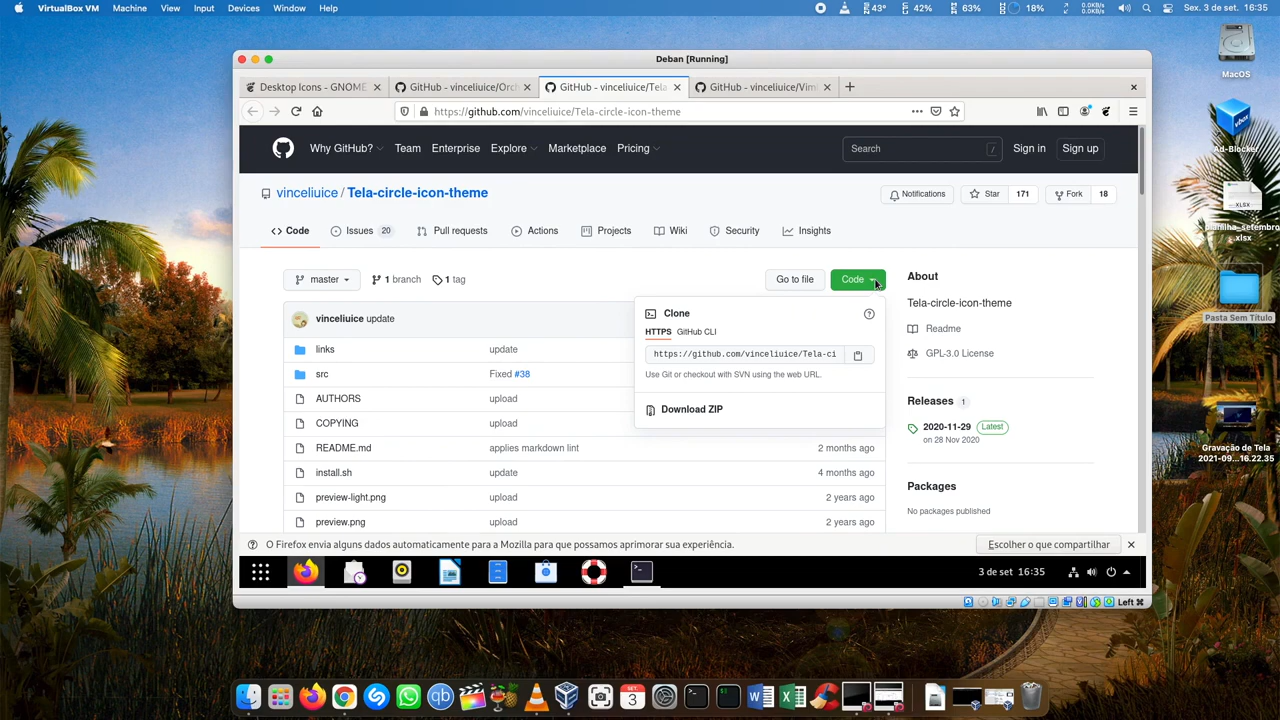 VirtualBox VM Machine View Input Devices Window Help 43° 42% 63% 18% 0.0KB/s 0.0KB/s Sex. 3 de set. 16:35
MacOS
Ad-Blocker
XLSX
planilha_setembro
.xlsx
Pasta Sem Título
Gravação de Tela
2021-09...16.22.35
Deban [Running]
Desktop Icons - GNOME GitHub - vinceliuice/Orch GitHub - vinceliuice/Tela GitHub - vinceliuice/Vim
https://github.com/vinceliuice/Tela-circle-icon-theme
Why GitHub? Team Enterprise Explore Marketplace Pricing Search / Sign in Sign up
vinceliuice / Tela-circle-icon-theme Notifications Star 171 Fork 18
Code Issues 20 Pull requests Actions Projects Wiki Security Insights
master 1 branch 1 tag Go to file Code
vinceliuice update
links update
src Fixed #38
AUTHORS upload
COPYING upload
README.md applies markdown lint 2 months ago
install.sh update 4 months ago
preview-light.png upload 2 years ago
preview.png upload 2 years ago
Clone
HTTPS GitHub CLI
https://github.com/vinceliuice/Tela-ci
Use Git or checkout with SVN using the web URL.
Download ZIP
About
Tela-circle-icon-theme
Readme
GPL-3.0 License
Releases 1
2020-11-29 Latest
on 28 Nov 2020
Packages
No packages published
O Firefox envia alguns dados automaticamente para a Mozilla para que possamos aprimorar sua experiência. Escolher o que compartilhar
3 de set 16:35
Left ⌘
SET.
3